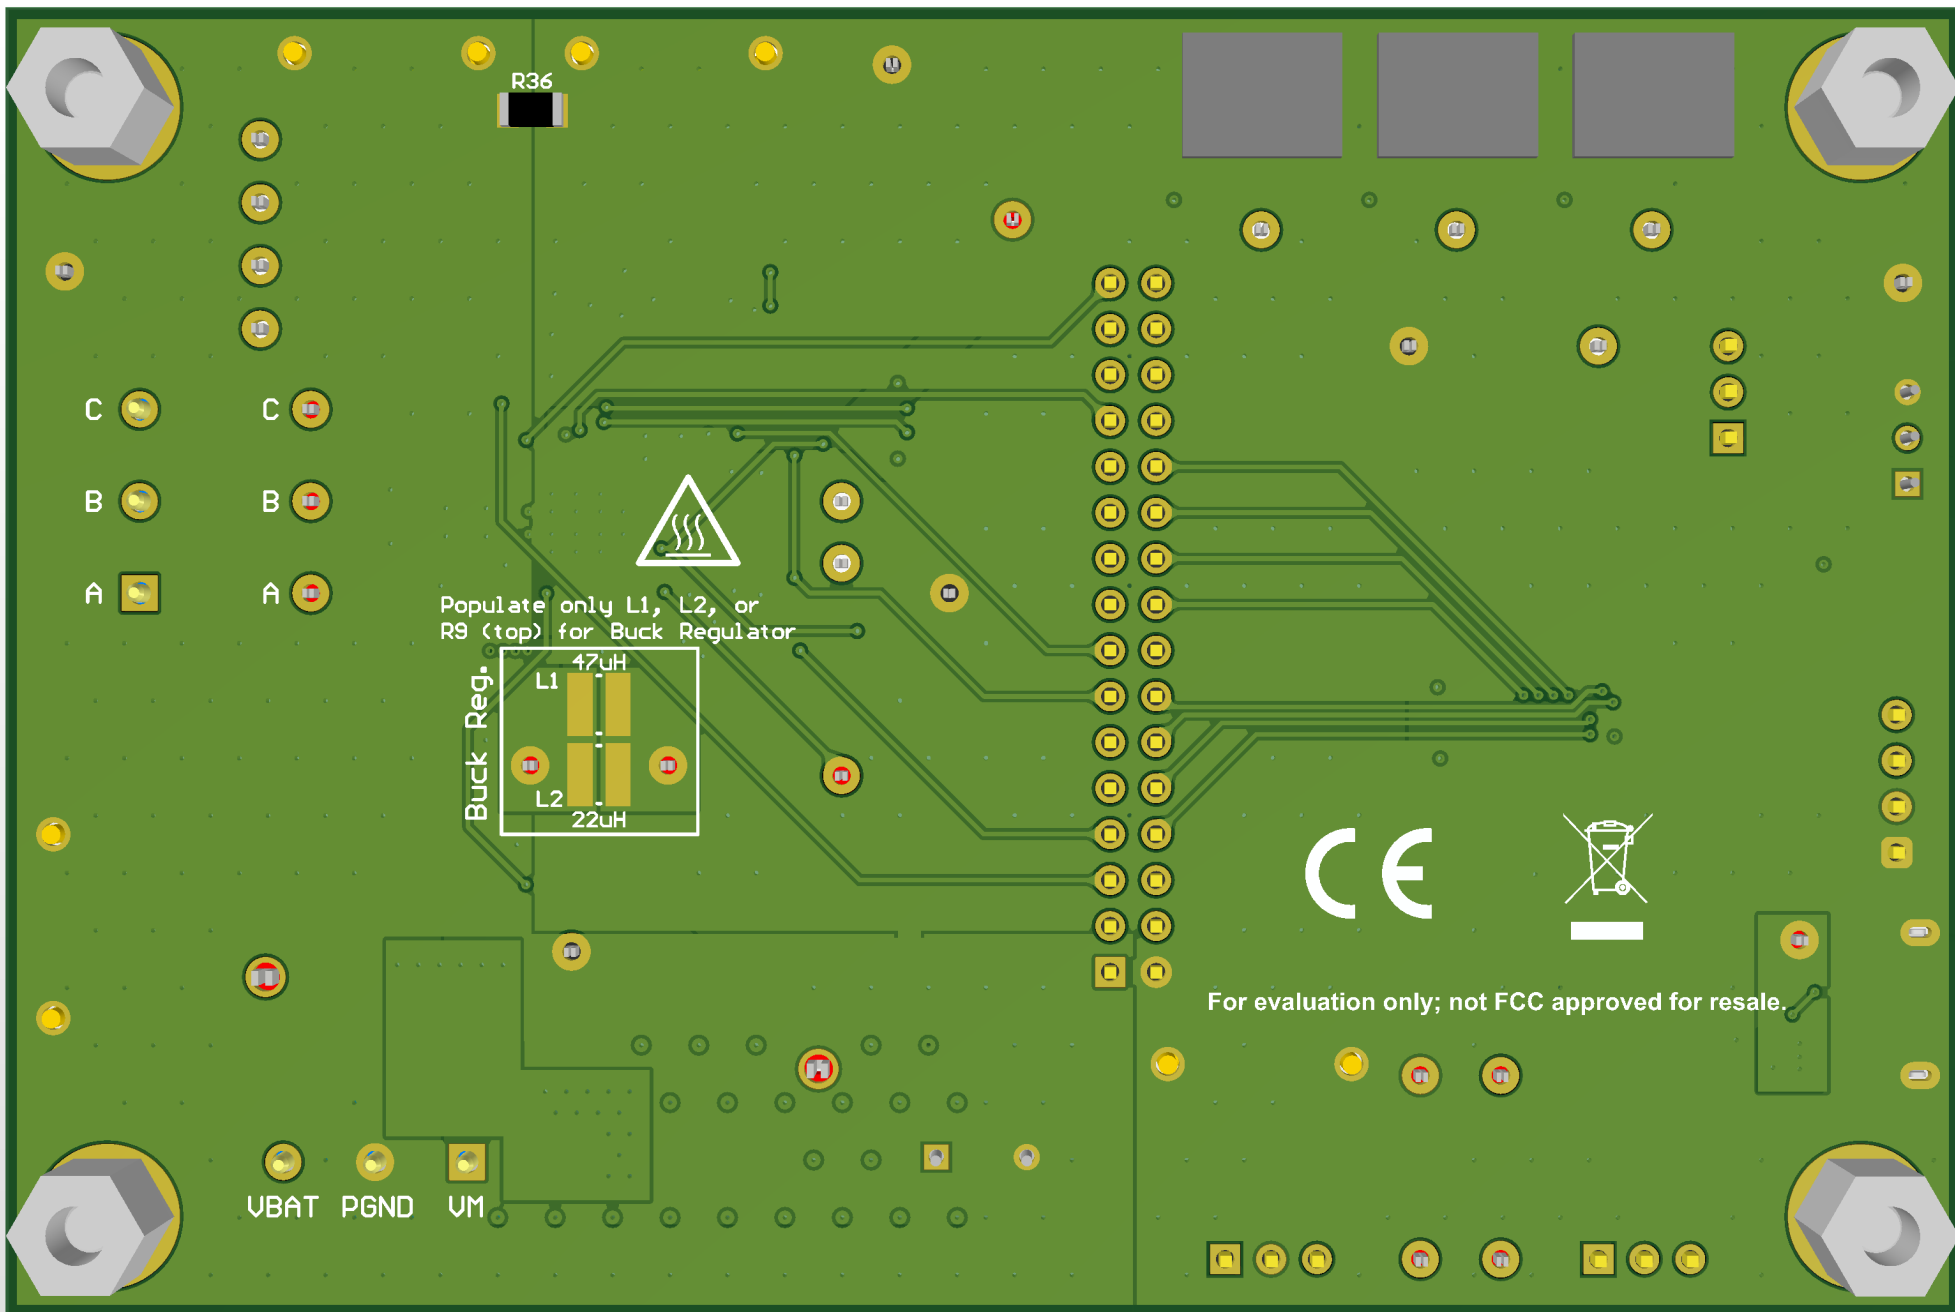 R36
C C
B B
A A
Populate only L1, L2, or
R9 (top) for Buck Regulator
Buck Reg.
47uH
L1
L2
22uH
CE
For evaluation only; not FCC approved for resale.
VBAT PGND VM